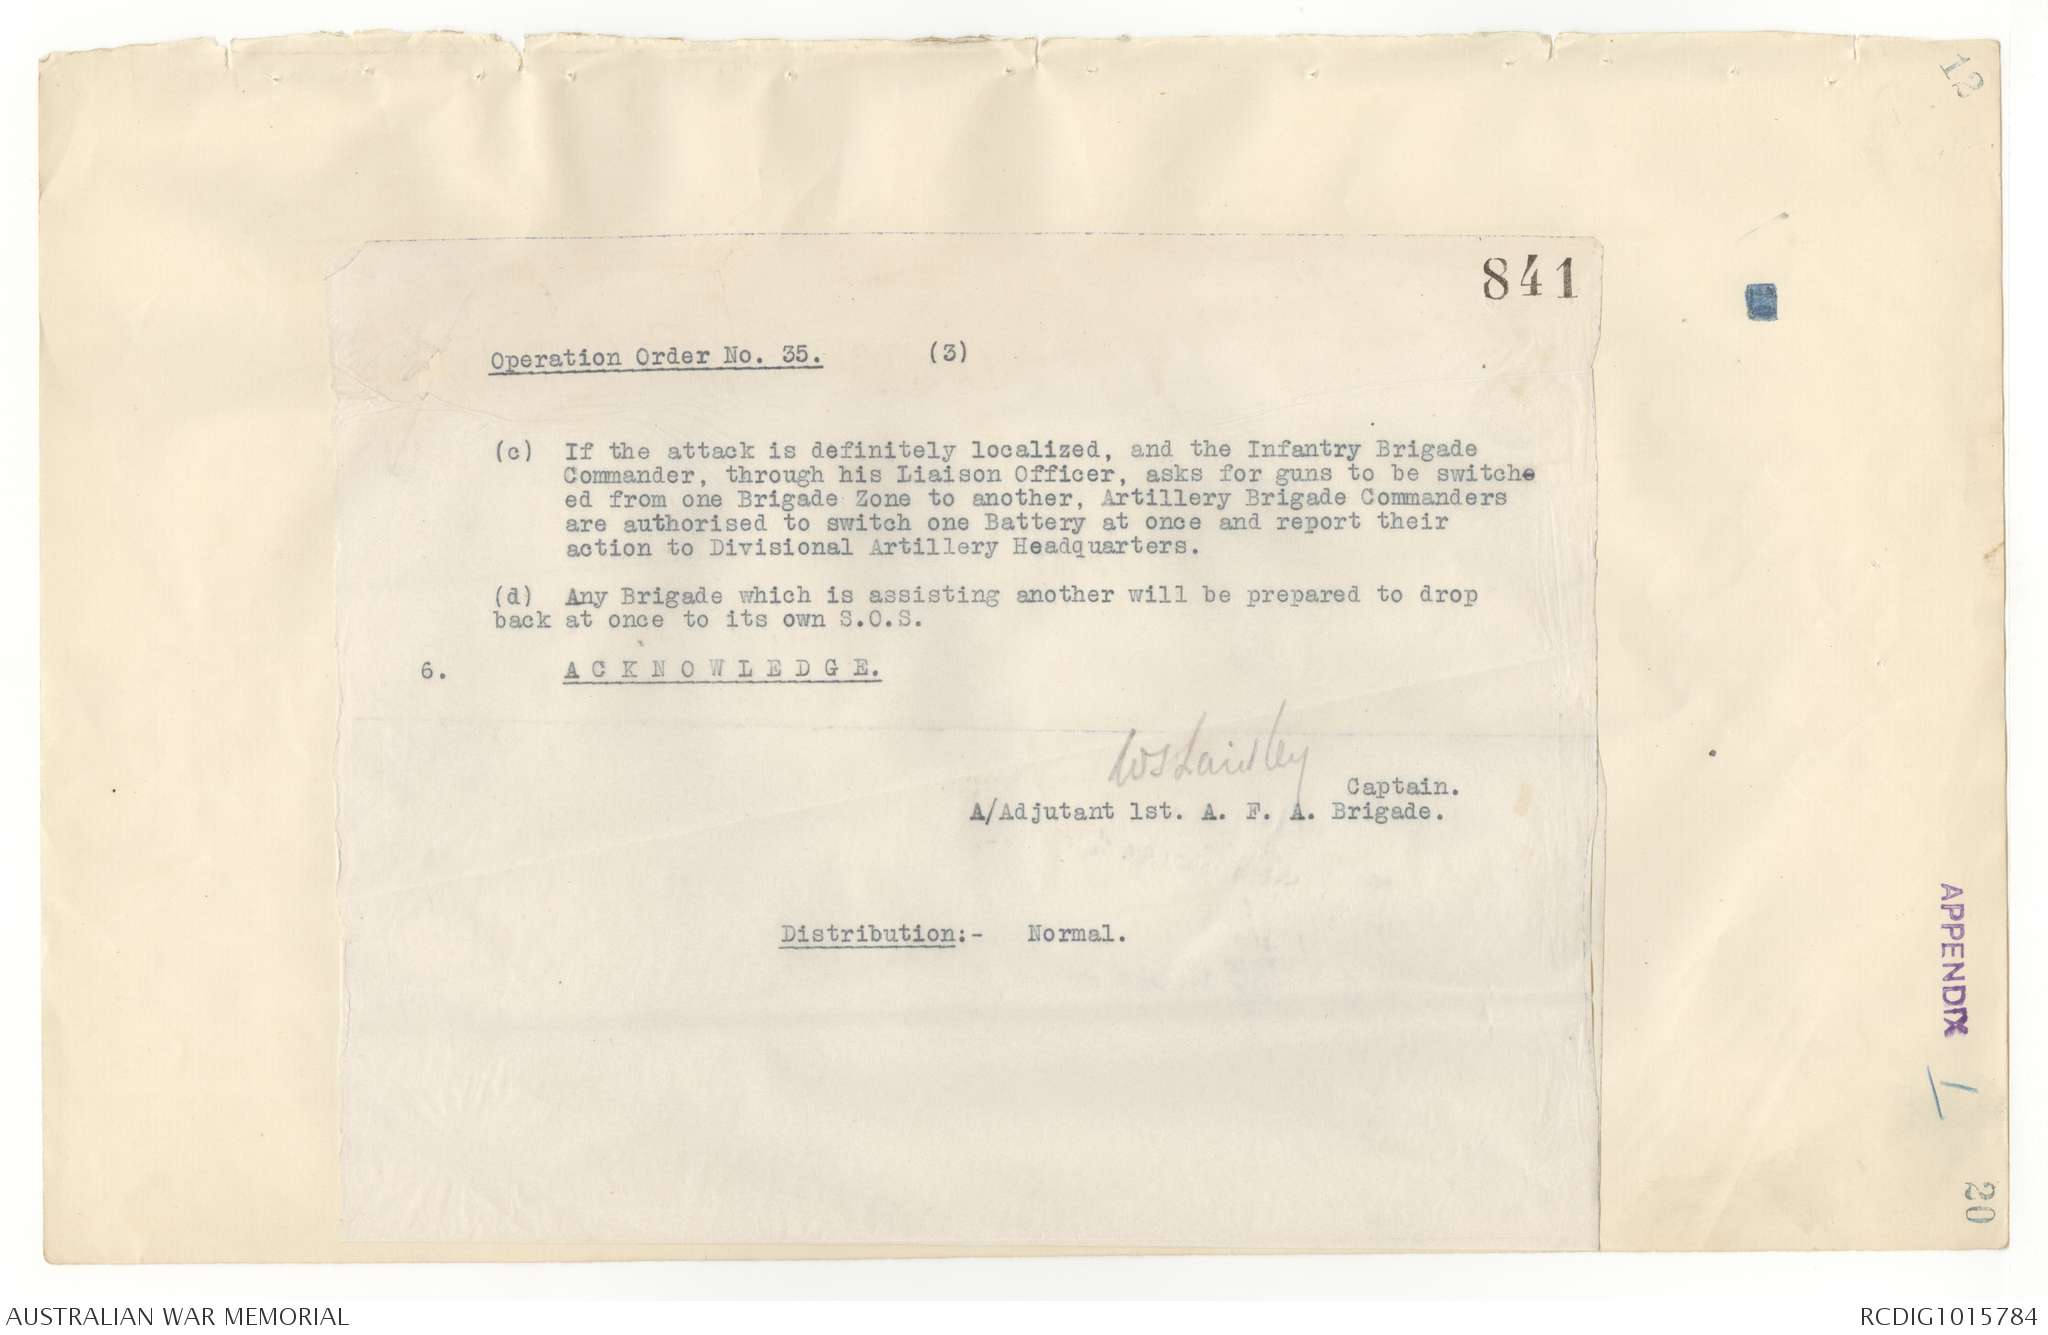 12
841
Operation Order No. 35. (3)
(c) If the attack is definitely localized, and the Infantry Brigade
Commander, through his Liaison Officer, asks for guns to be switche
ed from one Brigade Zone to another, Artillery Brigade Commanders
are authorised to switch one Battery at once and report their
action to Divisional Artillery Headquarters.
(d) Any Brigade which is assisting another will be prepared to drop
back at once to its own S.O.S.
6. A C K N O W L E D G E.
Captain.
A/Adjutant 1st. A. F. A. Brigade.
Distribution:- Normal.
APPENDIX
1
20
AUSTRALIAN WAR MEMORIAL
RCDIG1015784